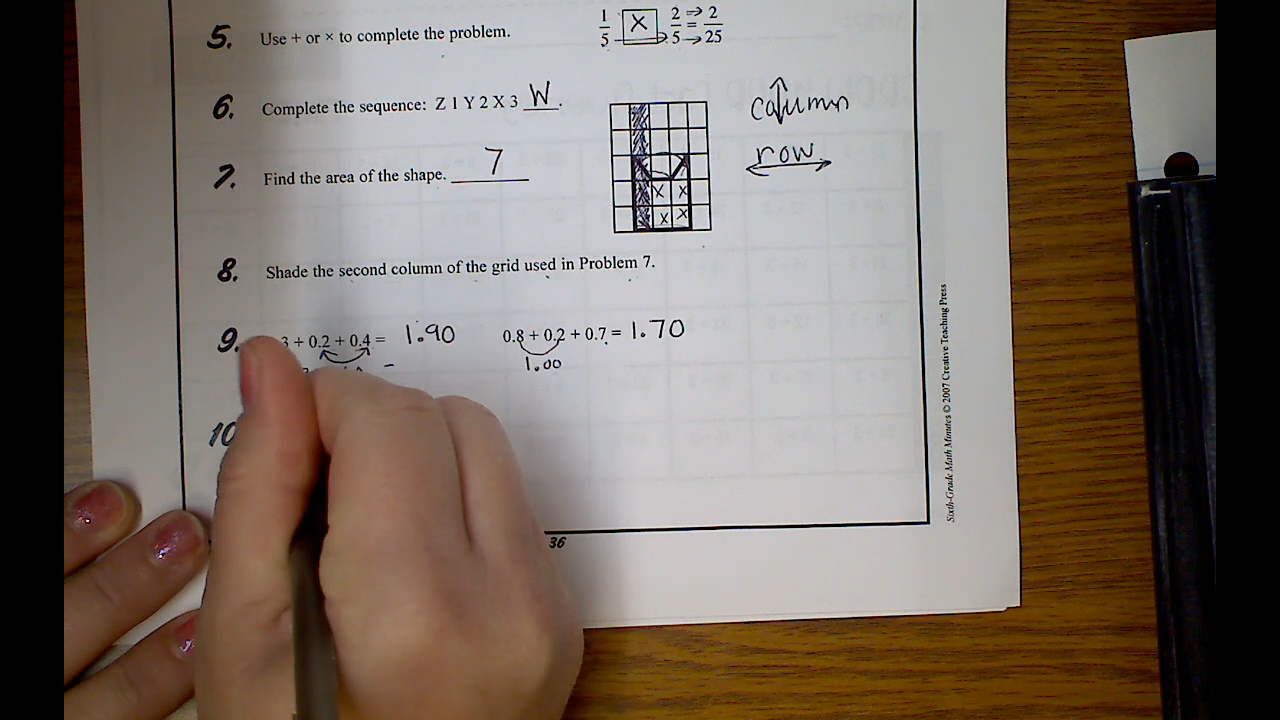 5. Use + or × to complete the problem. 1/5 X 2/5 = 2/25
6. Complete the sequence: Z 1 Y 2 X 3 W.
column
row
7. Find the area of the shape. 7
x x
x x
8. Shade the second column of the grid used in Problem 7.
9. 3 + 0.2 + 0.4 = 1.90 0.8 + 0.2 + 0.7 = 1.70
1.00
10
36
Sixth-Grade Math Minutes © 2007 Creative Teaching Press